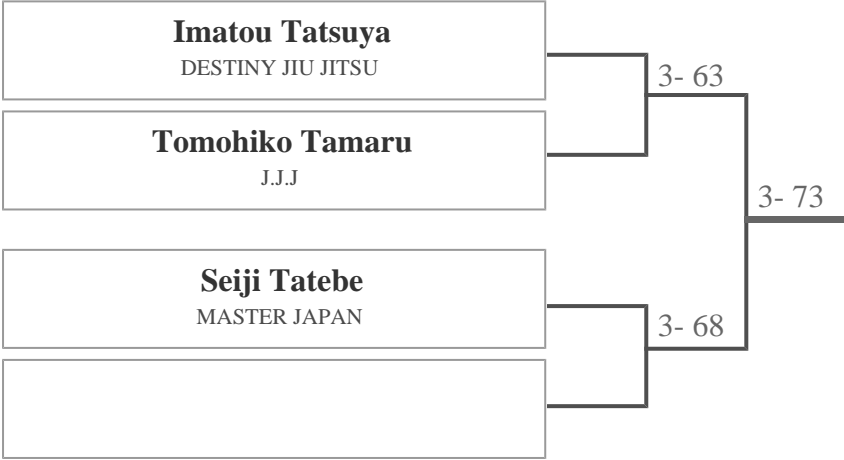 Imatou Tatsuya
DESTINY JIU JITSU
3- 63
Tomohiko Tamaru
J.J.J
3- 73
Seiji Tatebe
MASTER JAPAN
3- 68